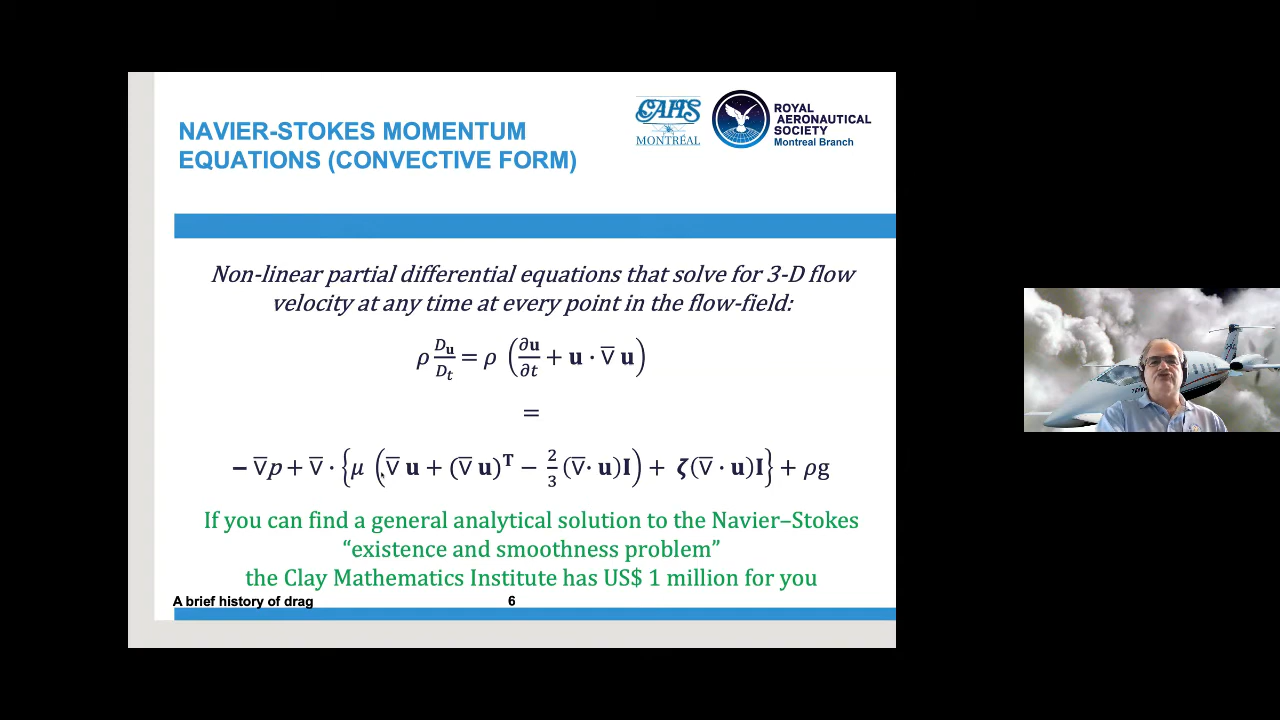 NAVIER-STOKES MOMENTUM
EQUATIONS (CONVECTIVE FORM)
CAHS
MONTRÉAL
ROYAL
AERONAUTICAL
SOCIETY
Montreal Branch
Non-linear partial differential equations that solve for 3-D flow
velocity at any time at every point in the flow-field:
ρ D𝐮/Dt = ρ (∂𝐮/∂t + 𝐮 · ∇̅ 𝐮)
=
− ∇̅p + ∇̅ · {μ (∇̅ 𝐮 + (∇̅ 𝐮)ᵀ − 2/3 (∇̅· 𝐮)𝐈) + 𝜻(∇̅ · 𝐮)𝐈} + ρg
If you can find a general analytical solution to the Navier–Stokes
“existence and smoothness problem”
the Clay Mathematics Institute has US$ 1 million for you
A brief history of drag
6